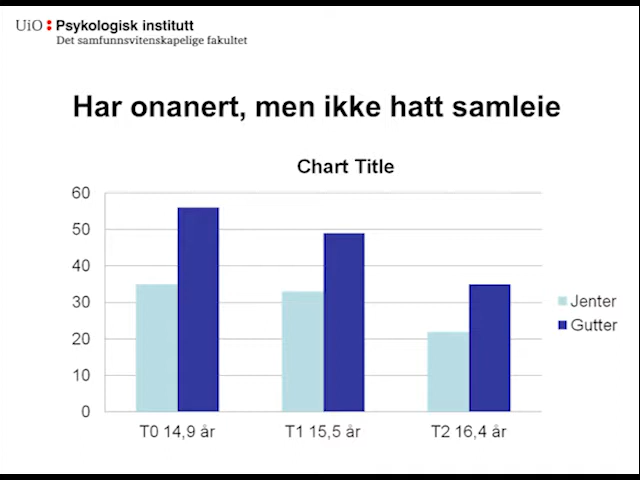 UiO : Psykologisk institutt
Det samfunnsvitenskapelige fakultet
Har onanert, men ikke hatt samleie
Chart Title
60
50
40
30
20
10
0
T0 14,9 år
T1 15,5 år
T2 16,4 år
Jenter
Gutter